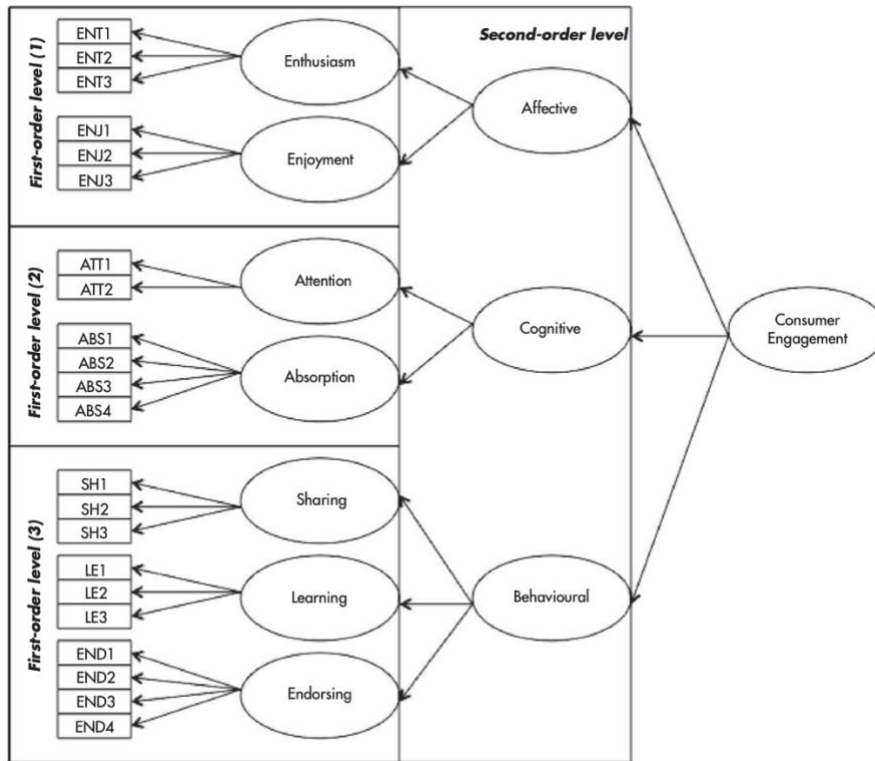 Second-order level
First-order level (1)
ENT1
ENT2
ENT3
Enthusiasm
ENJ1
ENJ2
ENJ3
Enjoyment
Affective
First-order level (2)
ATT1
ATT2
Attention
ABS1
ABS2
ABS3
ABS4
Absorption
Cognitive
Consumer
Engagement
First-order level (3)
SH1
SH2
SH3
Sharing
LE1
LE2
LE3
Learning
END1
END2
END3
END4
Endorsing
Behavioural